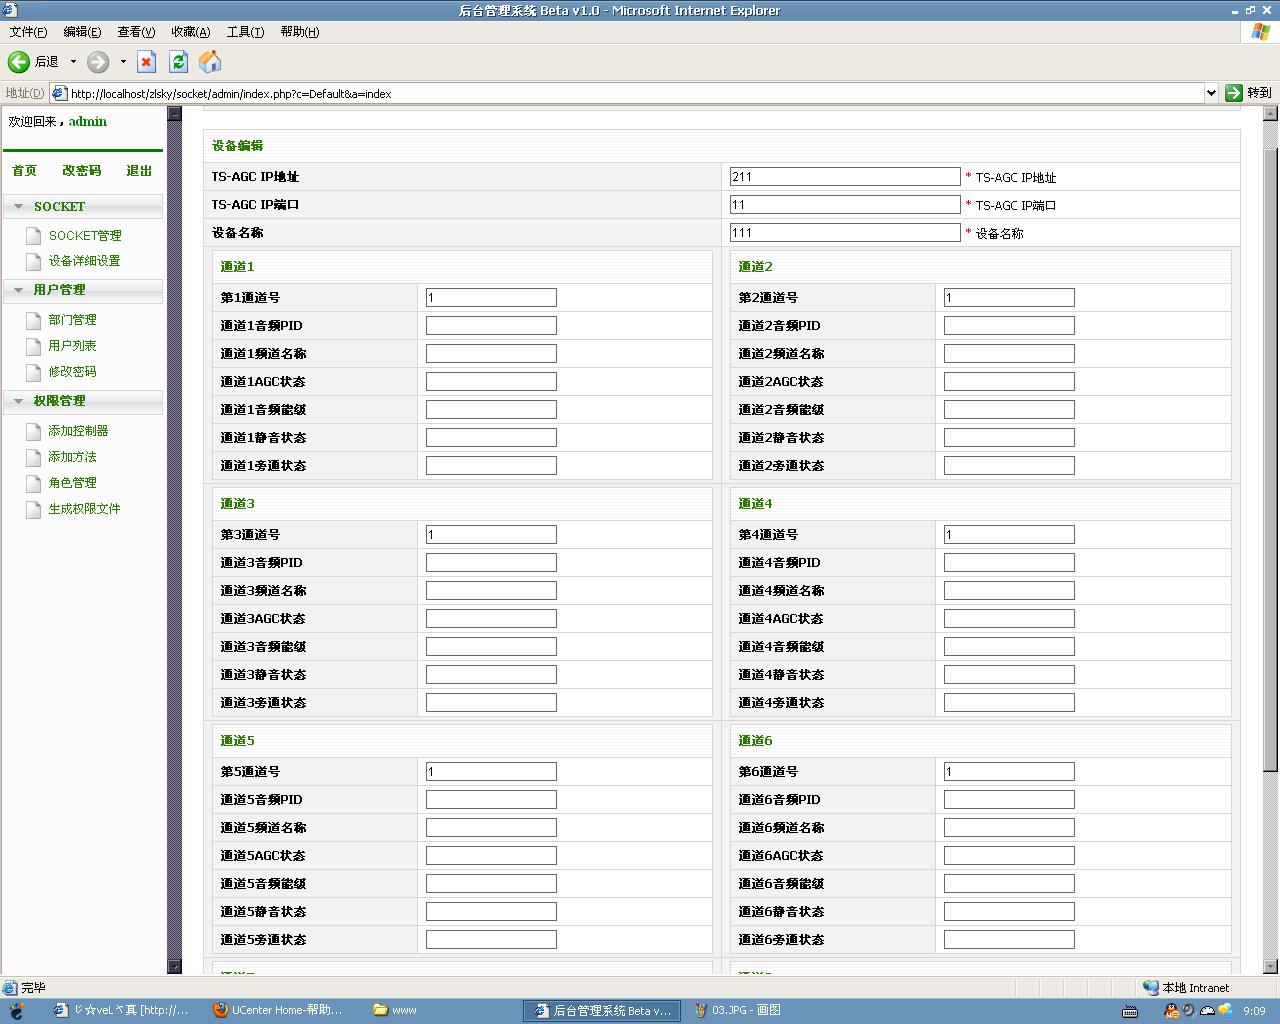 后台管理系统 Beta v1.0 - Microsoft Internet Explorer
文件(F) 编辑(E) 查看(V) 收藏(A) 工具(T) 帮助(H)
后退
地址(D) http://localhost/zlsky/socket/admin/index.php?c=Default&a=index 转到
欢迎回来，admin
首页 改密码 退出
SOCKET
SOCKET管理
设备详细设置
用户管理
部门管理
用户列表
修改密码
权限管理
添加控制器
添加方法
角色管理
生成权限文件
设备编辑
TS-AGC IP地址 211 * TS-AGC IP地址
TS-AGC IP端口 11 * TS-AGC IP端口
设备名称 111 * 设备名称
通道1
第1通道号 1
通道1音频PID
通道1频道名称
通道1AGC状态
通道1音频能级
通道1静音状态
通道1旁通状态
通道2
第2通道号 1
通道2音频PID
通道2频道名称
通道2AGC状态
通道2音频能级
通道2静音状态
通道2旁通状态
通道3
第3通道号 1
通道3音频PID
通道3频道名称
通道3AGC状态
通道3音频能级
通道3静音状态
通道3旁通状态
通道4
第4通道号 1
通道4音频PID
通道4频道名称
通道4AGC状态
通道4音频能级
通道4静音状态
通道4旁通状态
通道5
第5通道号 1
通道5音频PID
通道5频道名称
通道5AGC状态
通道5音频能级
通道5静音状态
通道5旁通状态
通道6
第6通道号 1
通道6音频PID
通道6频道名称
通道6AGC状态
通道6音频能级
通道6静音状态
通道6旁通状态
完毕 本地 Intranet
真 [http://... UCenter Home-帮助... www 后台管理系统 Beta v... 03.JPG - 画图 9:09